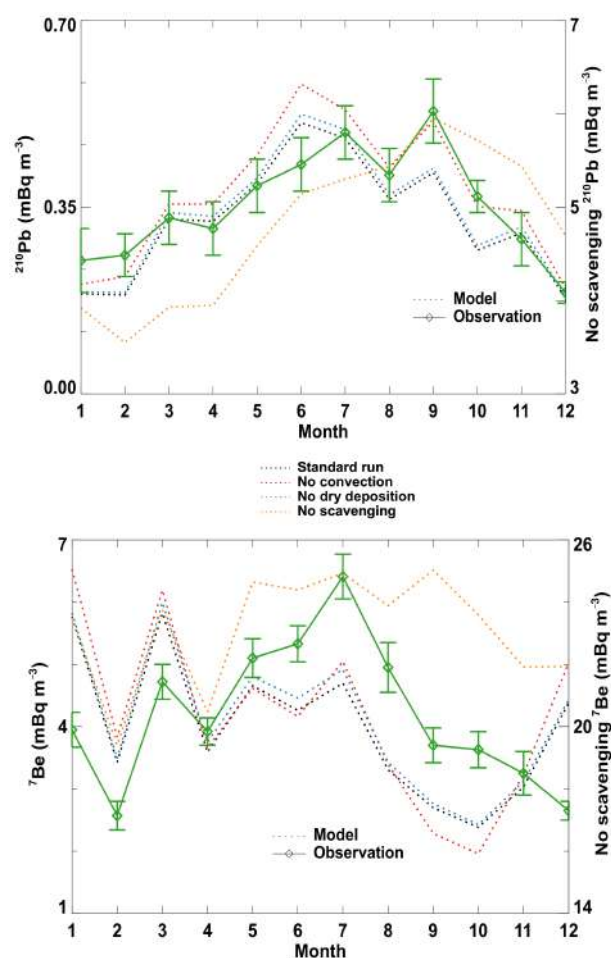 0.70
7
0.35
5
0.00
3
²¹⁰Pb (mBq m⁻³)
No scavenging ²¹⁰Pb (mBq m⁻³)
Model
Observation
1 2 3 4 5 6 7 8 9 10 11 12
Month
Standard run
No convection
No dry deposition
No scavenging
7
26
4
20
1
14
⁷Be (mBq m⁻³)
No scavenging ⁷Be (mBq m⁻³)
Model
Observation
1 2 3 4 5 6 7 8 9 10 11 12
Month